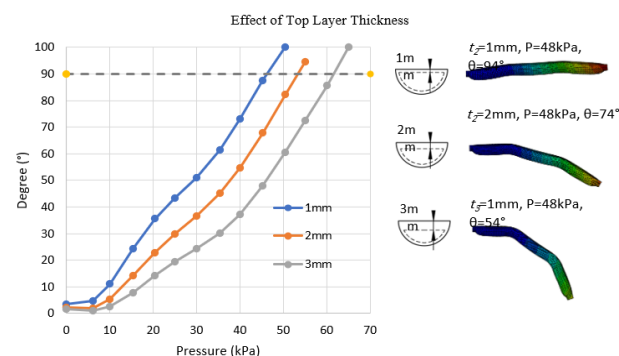 Effect of Top Layer Thickness
100
90
80
70
60
50
40
30
20
10
0
Degree (°)
0
10
20
30
40
50
60
70
Pressure (kPa)
1mm
2mm
3mm
1m
m
t₂=1mm, P=48kPa,
θ=94°
2m
m
t₂=2mm, P=48kPa, θ=74°
3m
m
t₃=1mm, P=48kPa,
θ=54°